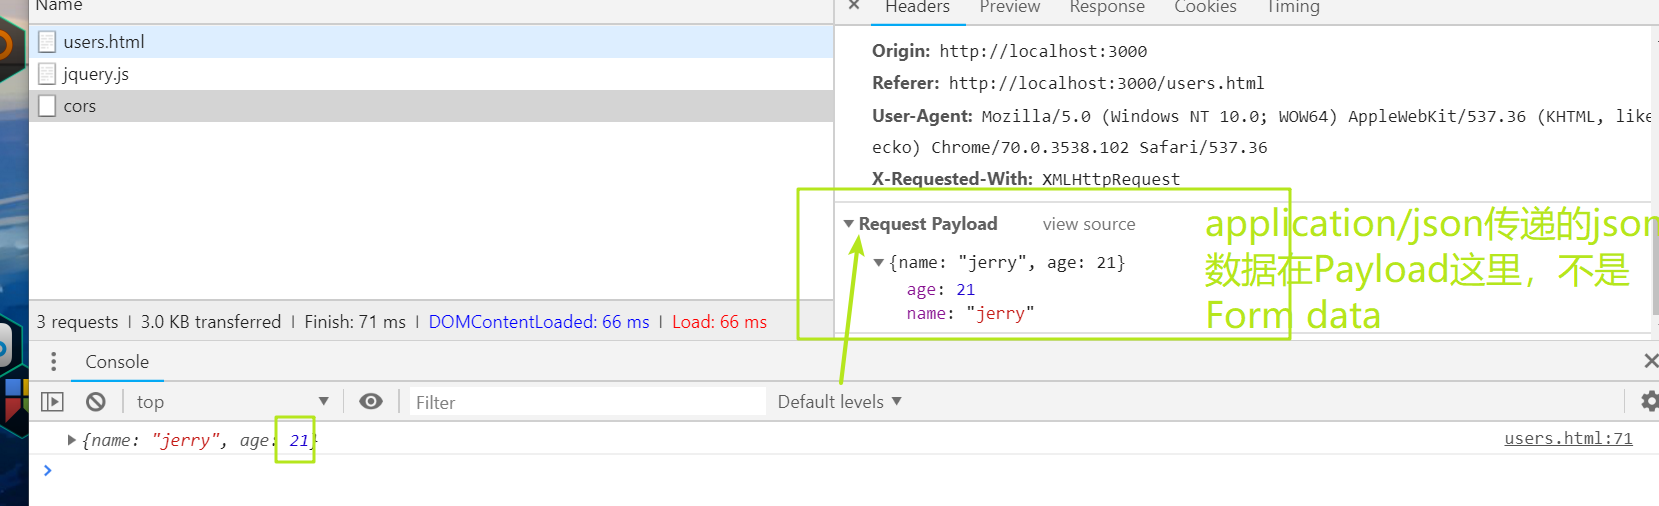 Name
users.html
jquery.js
cors
3 requests | 3.0 KB transferred | Finish: 71 ms | DOMContentLoaded: 66 ms | Load: 66 ms
× Headers Preview Response Cookies Timing
Origin: http://localhost:3000
Referer: http://localhost:3000/users.html
User-Agent: Mozilla/5.0 (Windows NT 10.0; WOW64) AppleWebKit/537.36 (KHTML, like
ecko) Chrome/70.0.3538.102 Safari/537.36
X-Requested-With: XMLHttpRequest
Request Payload view source
{name: "jerry", age: 21}
age: 21
name: "jerry"
application/json传递的json
数据在Payload这里，不是
Form data
Console
top Filter Default levels
{name: "jerry", age: 21} users.html:71